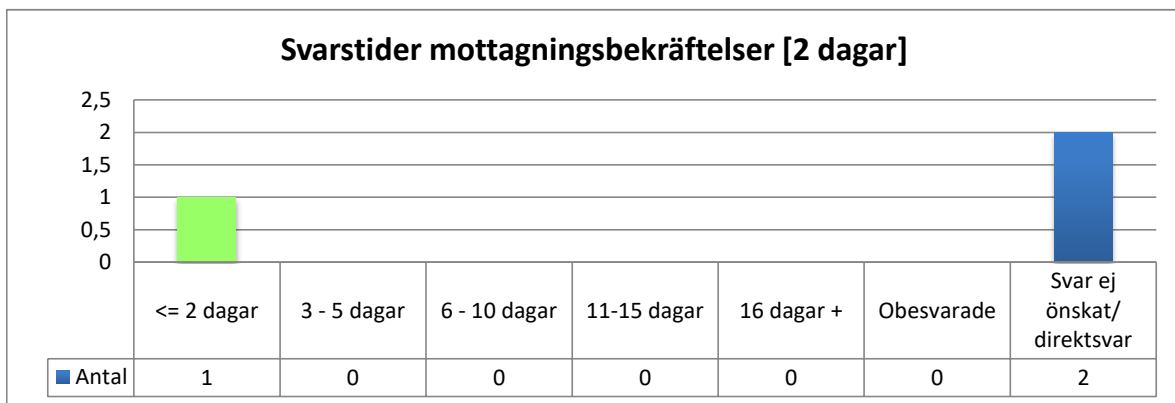 Svarstider mottagningsbekräftelser [2 dagar]
2,5
2
1,5
1
0,5
0
<= 2 dagar 3 - 5 dagar 6 - 10 dagar 11-15 dagar 16 dagar + Obesvarade Svar ej
önskat/
direktsvar
Antal 1 0 0 0 0 0 2